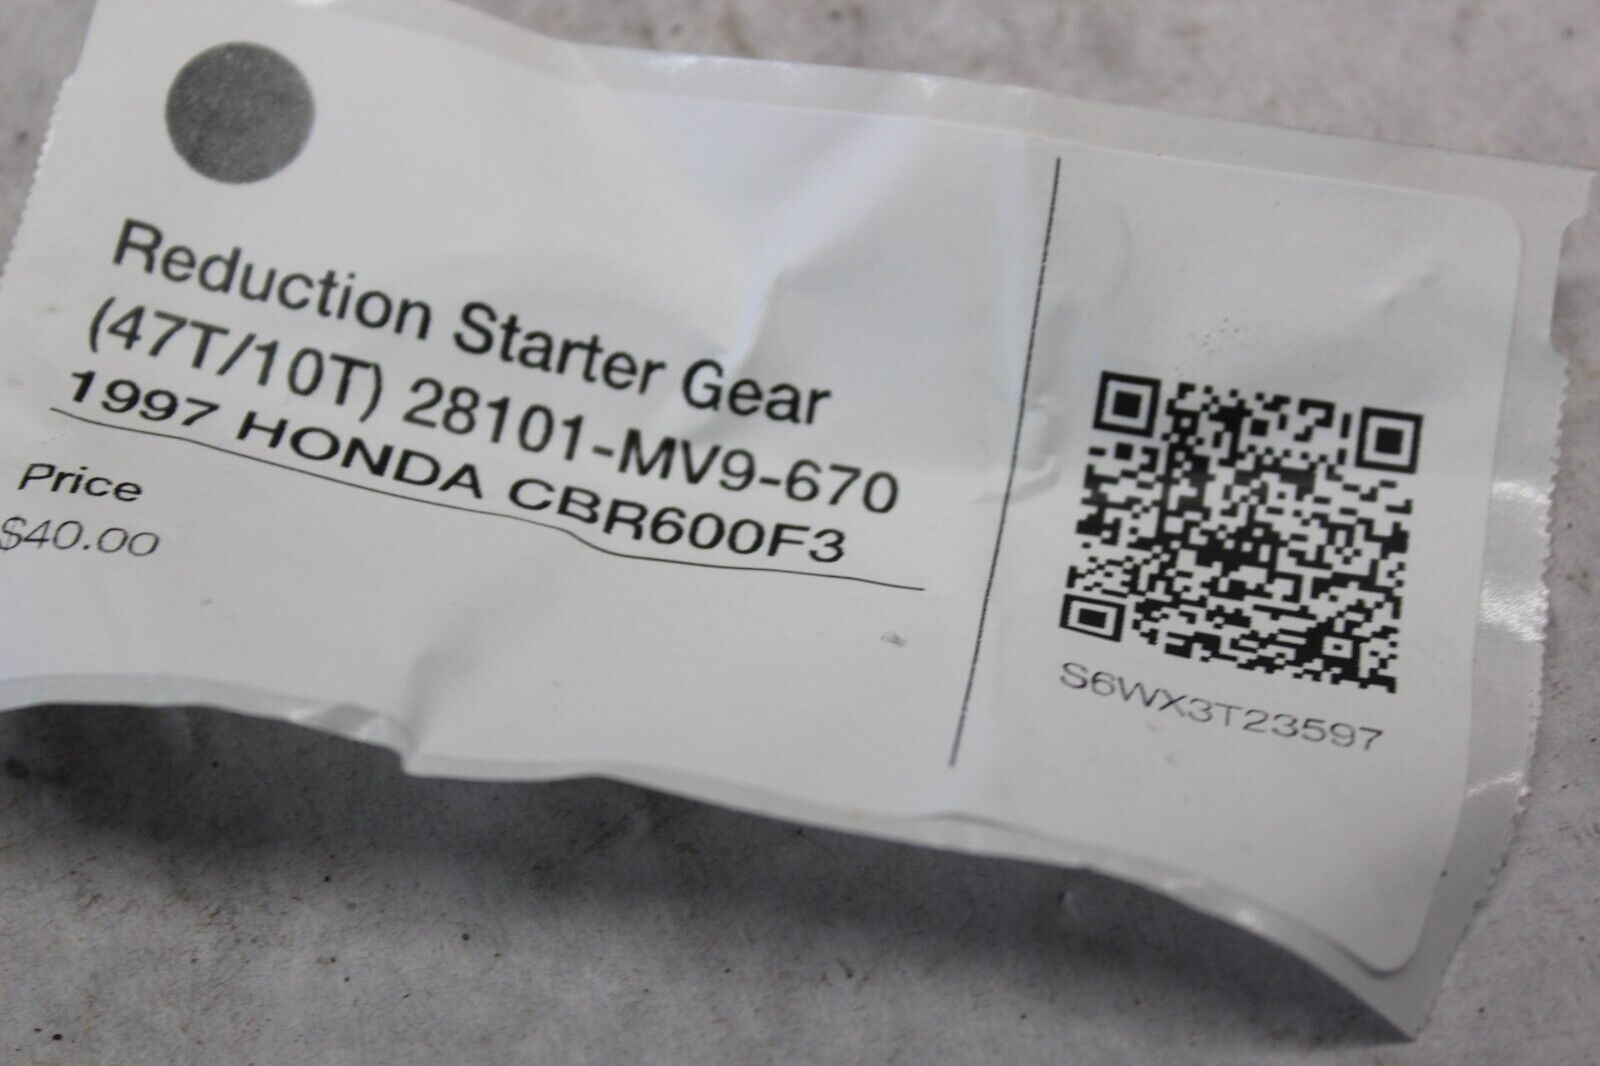 Reduction Starter Gear
(47T/10T) 28101-MV9-670
1997 HONDA CBR600F3
Price
$40.00
S6WX3T23597